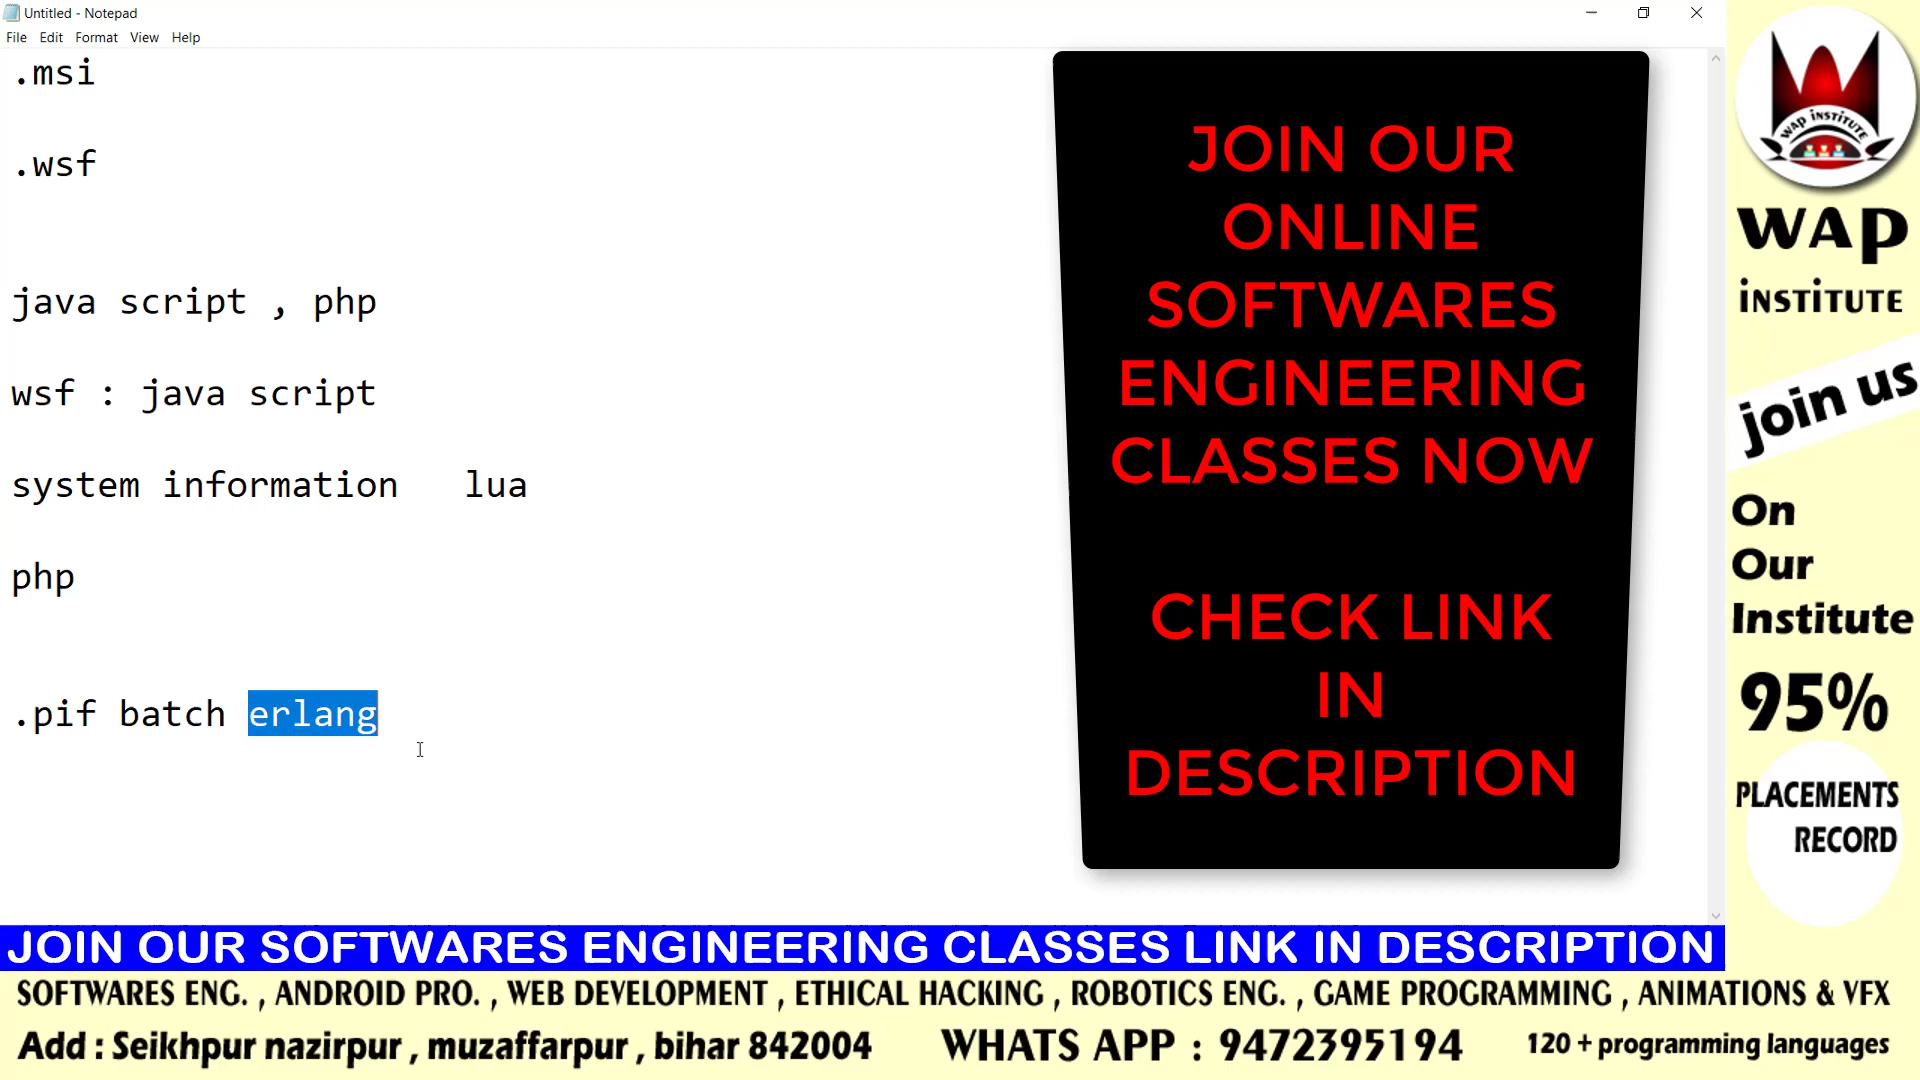 Untitled - Notepad
File Edit Format View Help
.msi
.wsf
java script , php
wsf : java script
system information lua
php
.pif batch erlang
JOIN OUR
ONLINE
SOFTWARES
ENGINEERING
CLASSES NOW
CHECK LINK
IN
DESCRIPTION
WAP INSTITUTE
WAP
iNSTiTUTE
join us
On
Our
Institute
95%
PLACEMENTS
RECORD
JOIN OUR SOFTWARES ENGINEERING CLASSES LINK IN DESCRIPTION
SOFTWARES ENG. , ANDROID PRO. , WEB DEVELOPMENT , ETHICAL HACKING , ROBOTICS ENG. , GAME PROGRAMMING , ANIMATIONS & VFX
Add : Seikhpur nazirpur , muzaffarpur , bihar 842004 WHATS APP : 9472395194 120 + programming languages